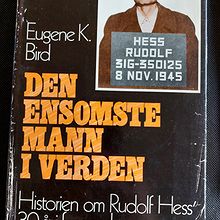 HESS
RUDOLF
31G-350125
8 NOV. 1945
Eugene K.
Bird
DEN
ENSOMSTE
MANN
I VERDEN
Historien om Rudolf Hess'